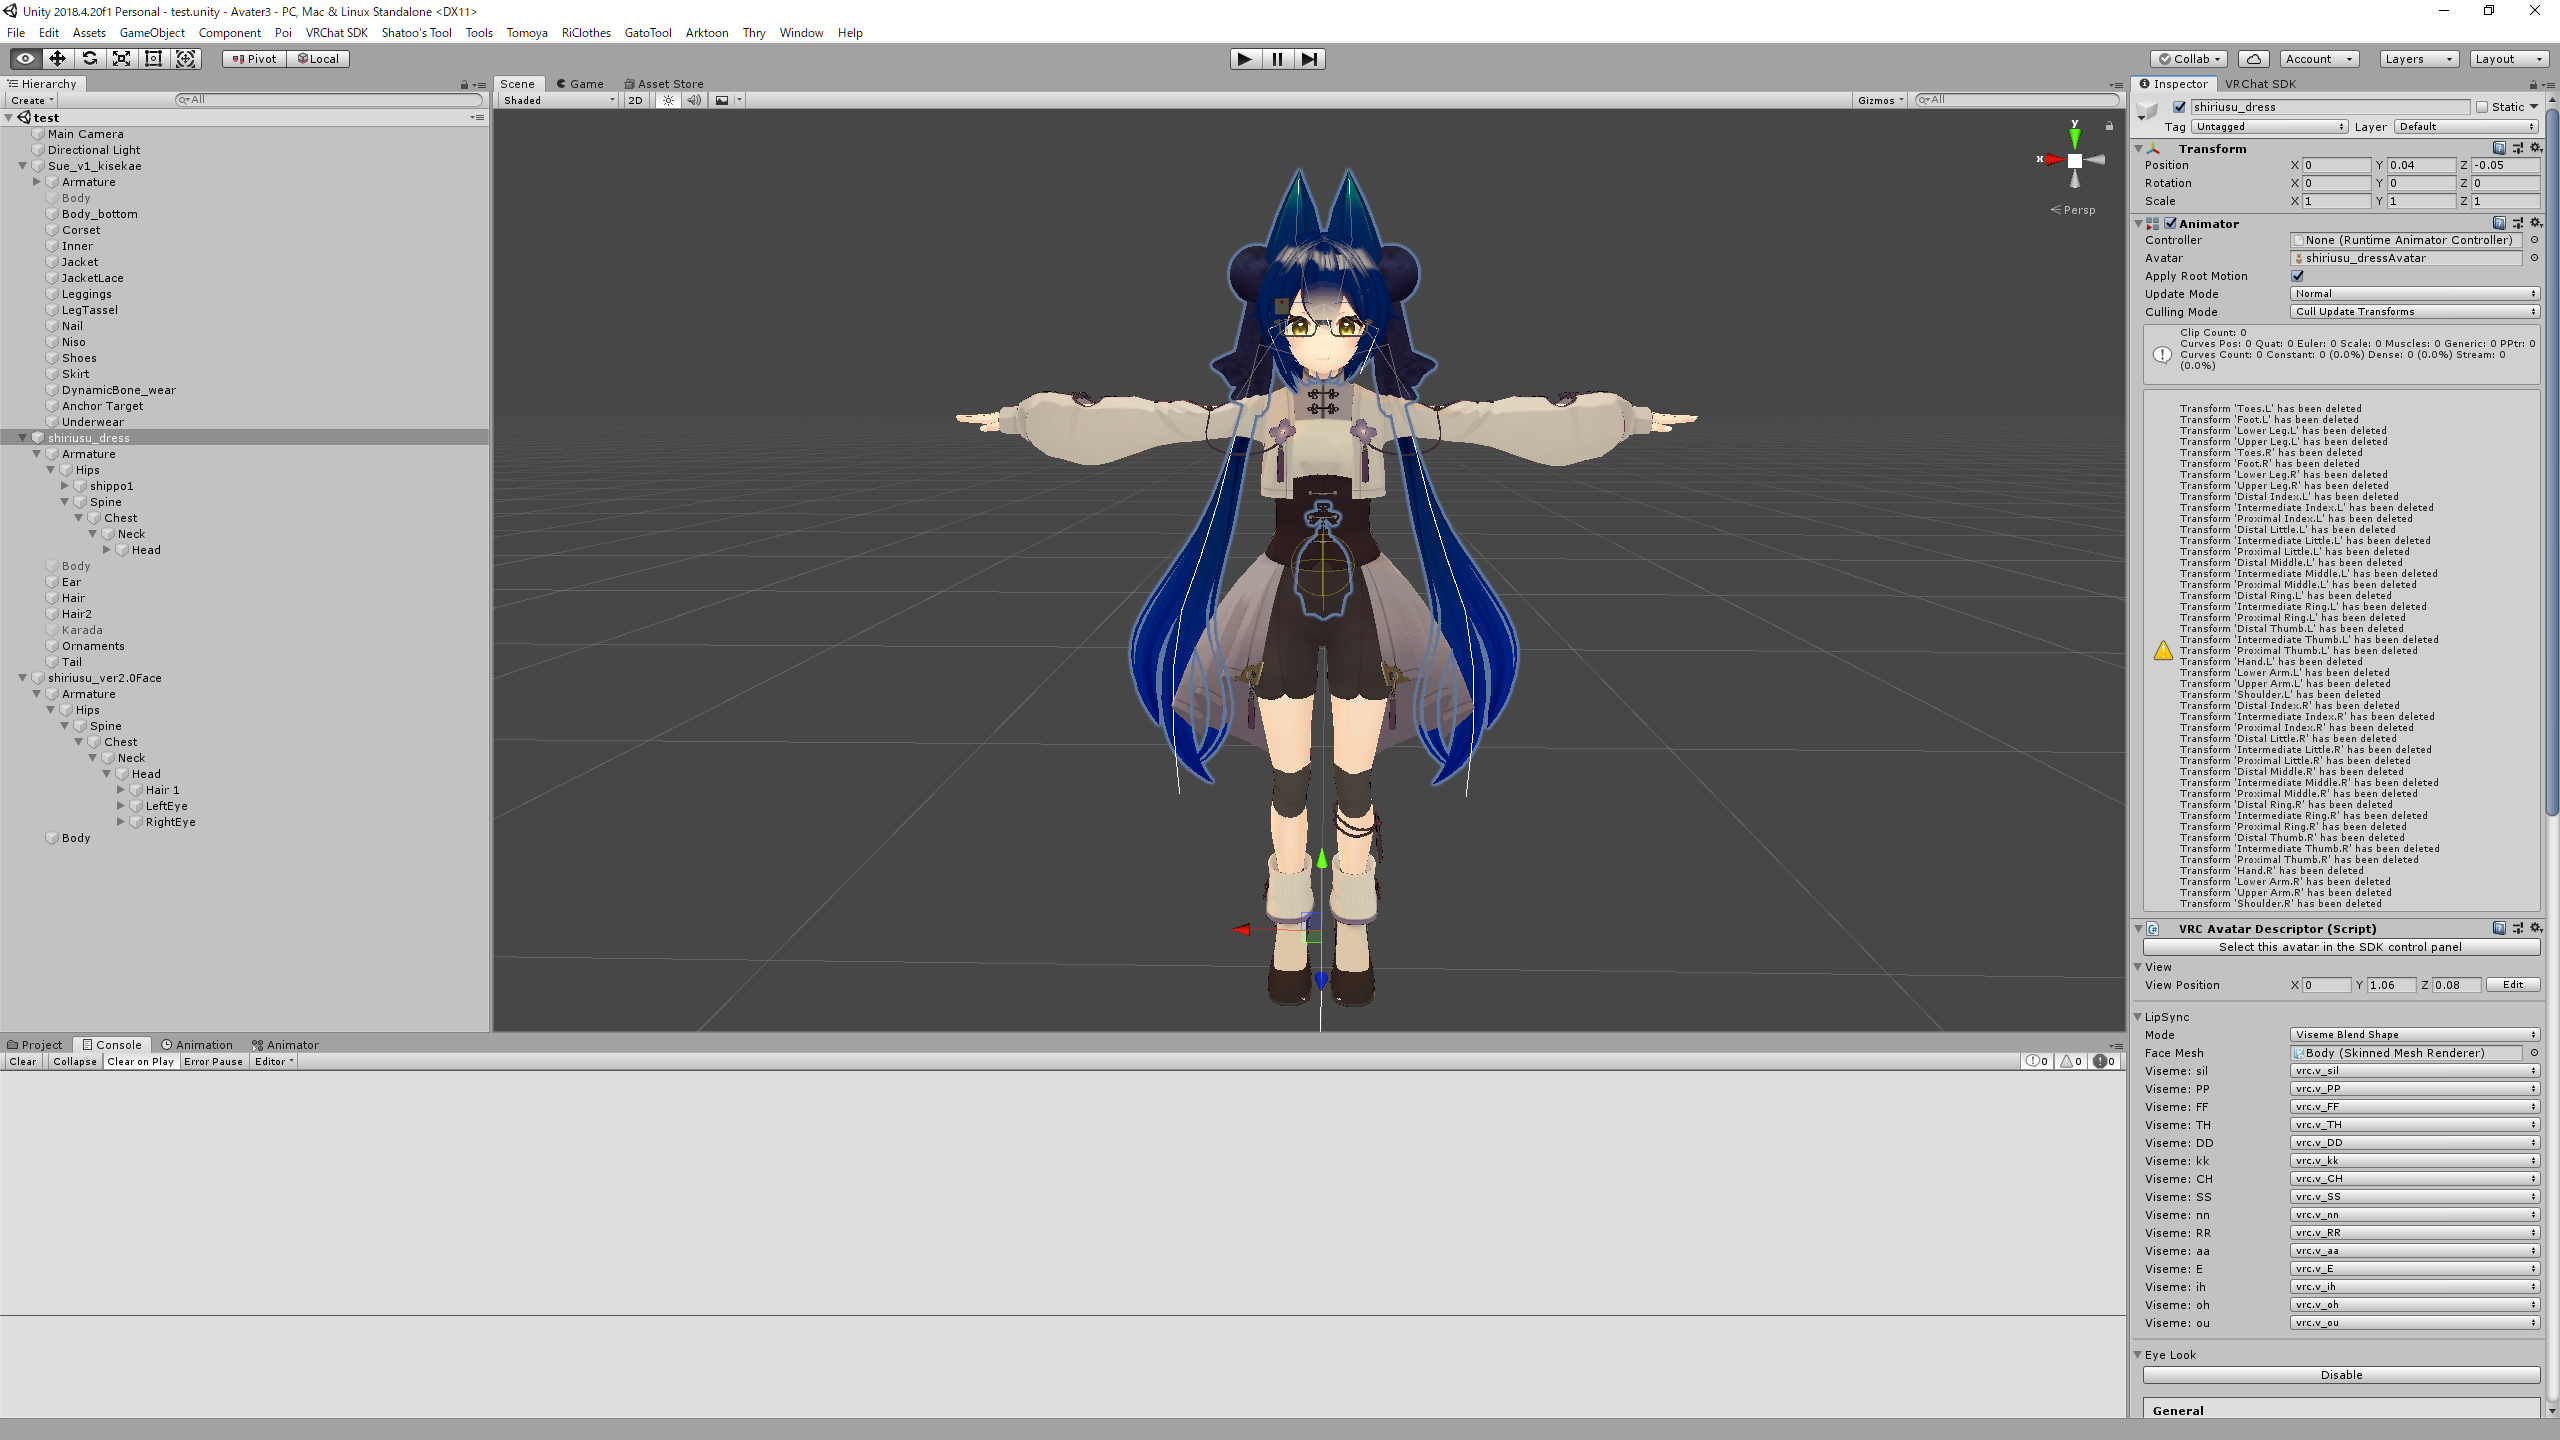 Unity 2018.4.20f1 Personal - test.unity - Avater3 - PC, Mac & Linux Standalone <DX11>
File Edit Assets GameObject Component Poi VRChat SDK Shatoo's Tool Tools Tomoya RiClothes GatoTool Arktoon Thry Window Help
Pivot Local Collab Account Layers Layout
Hierarchy
Create All
test
Main Camera
Directional Light
Sue_v1_kisekae
Armature
Body
Body_bottom
Corset
Inner
Jacket
JacketLace
Leggings
LegTassel
Nail
Niso
Shoes
Skirt
DynamicBone_wear
Anchor Target
Underwear
shiriusu_dress
Armature
Hips
shippo1
Spine
Chest
Neck
Head
Body
Ear
Hair
Hair2
Karada
Ornaments
Tail
shiriusu_ver2.0Face
Armature
Hips
Spine
Chest
Neck
Head
Hair 1
LeftEye
RightEye
Body
Scene Game Asset Store
Shaded 2D Gizmos All
y
x
Persp
Project Console Animation Animator
Clear Collapse Clear on Play Error Pause Editor 0 0 0
Inspector VRChat SDK
shiriusu_dress Static
Tag Untagged Layer Default
Transform
Position X 0 Y 0.04 Z -0.05
Rotation X 0 Y 0 Z 0
Scale X 1 Y 1 Z 1
Animator
Controller None (Runtime Animator Controller)
Avatar shiriusu_dressAvatar
Apply Root Motion
Update Mode Normal
Culling Mode Cull Update Transforms
Clip Count: 0
Curves Pos: 0 Quat: 0 Euler: 0 Scale: 0 Muscles: 0 Generic: 0 PPtr: 0
Curves Count: 0 Constant: 0 (0.0%) Dense: 0 (0.0%) Stream: 0
(0.0%)
Transform 'Toes.L' has been deleted
Transform 'Foot.L' has been deleted
Transform 'Lower Leg.L' has been deleted
Transform 'Upper Leg.L' has been deleted
Transform 'Toes.R' has been deleted
Transform 'Foot.R' has been deleted
Transform 'Lower Leg.R' has been deleted
Transform 'Upper Leg.R' has been deleted
Transform 'Distal Index.L' has been deleted
Transform 'Intermediate Index.L' has been deleted
Transform 'Proximal Index.L' has been deleted
Transform 'Distal Little.L' has been deleted
Transform 'Intermediate Little.L' has been deleted
Transform 'Proximal Little.L' has been deleted
Transform 'Distal Middle.L' has been deleted
Transform 'Intermediate Middle.L' has been deleted
Transform 'Proximal Middle.L' has been deleted
Transform 'Distal Ring.L' has been deleted
Transform 'Intermediate Ring.L' has been deleted
Transform 'Proximal Ring.L' has been deleted
Transform 'Distal Thumb.L' has been deleted
Transform 'Intermediate Thumb.L' has been deleted
Transform 'Proximal Thumb.L' has been deleted
Transform 'Hand.L' has been deleted
Transform 'Lower Arm.L' has been deleted
Transform 'Upper Arm.L' has been deleted
Transform 'Shoulder.L' has been deleted
Transform 'Distal Index.R' has been deleted
Transform 'Intermediate Index.R' has been deleted
Transform 'Proximal Index.R' has been deleted
Transform 'Distal Little.R' has been deleted
Transform 'Intermediate Little.R' has been deleted
Transform 'Proximal Little.R' has been deleted
Transform 'Distal Middle.R' has been deleted
Transform 'Intermediate Middle.R' has been deleted
Transform 'Proximal Middle.R' has been deleted
Transform 'Distal Ring.R' has been deleted
Transform 'Intermediate Ring.R' has been deleted
Transform 'Proximal Ring.R' has been deleted
Transform 'Distal Thumb.R' has been deleted
Transform 'Intermediate Thumb.R' has been deleted
Transform 'Proximal Thumb.R' has been deleted
Transform 'Hand.R' has been deleted
Transform 'Lower Arm.R' has been deleted
Transform 'Upper Arm.R' has been deleted
Transform 'Shoulder.R' has been deleted
VRC Avatar Descriptor (Script)
Select this avatar in the SDK control panel
View
View Position X 0 Y 1.06 Z 0.08 Edit
LipSync
Mode Viseme Blend Shape
Face Mesh Body (Skinned Mesh Renderer)
Viseme: sil vrc.v_sil
Viseme: PP vrc.v_PP
Viseme: FF vrc.v_FF
Viseme: TH vrc.v_TH
Viseme: DD vrc.v_DD
Viseme: kk vrc.v_kk
Viseme: CH vrc.v_CH
Viseme: SS vrc.v_SS
Viseme: nn vrc.v_nn
Viseme: RR vrc.v_RR
Viseme: aa vrc.v_aa
Viseme: E vrc.v_E
Viseme: ih vrc.v_ih
Viseme: oh vrc.v_oh
Viseme: ou vrc.v_ou
Eye Look
Disable
General